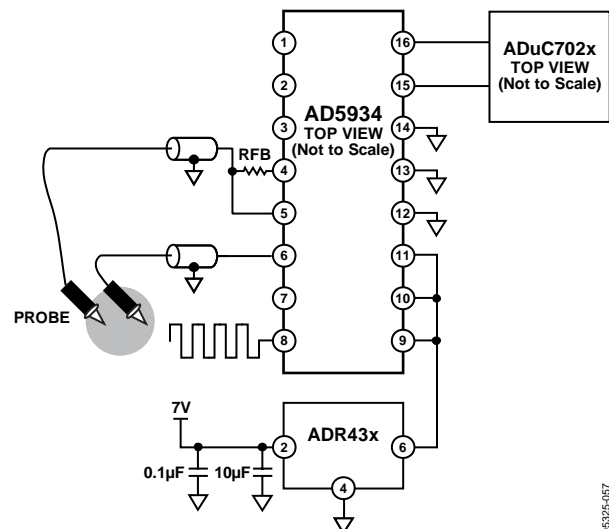 1
2
3
4
5
6
7
8
16
15
14
13
12
11
10
9
AD5934
TOP VIEW
(Not to Scale)
ADuC702x
TOP VIEW
(Not to Scale)
RFB
PROBE
7V
0.1µF
10µF
2
ADR43x
6
4